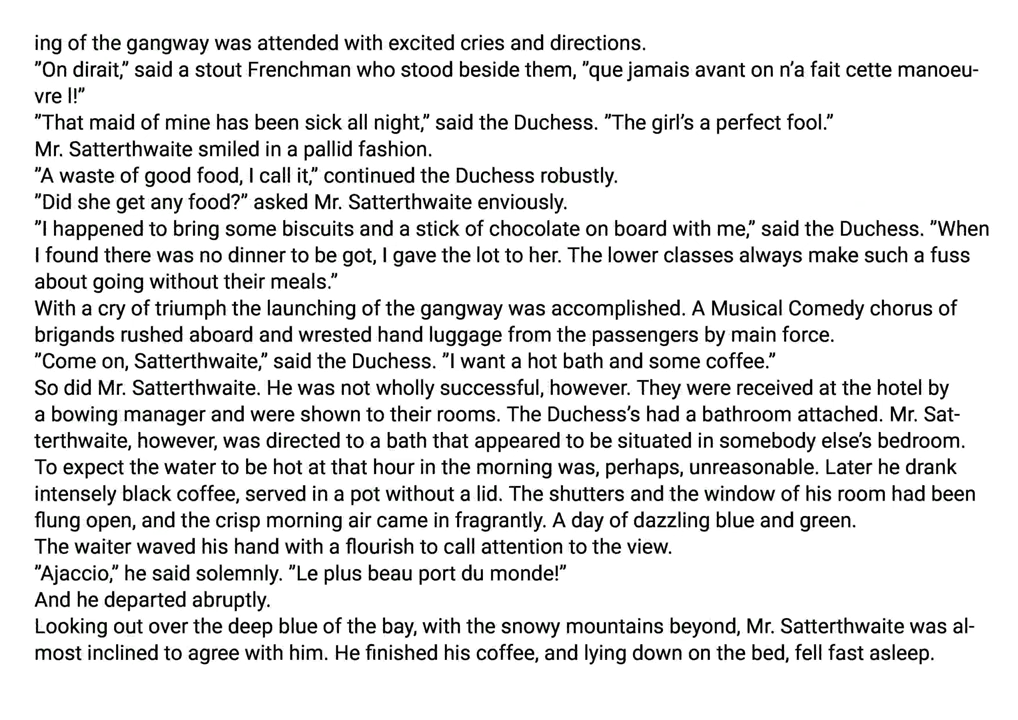 ing of the gangway was attended with excited cries and directions.
”On dirait,” said a stout Frenchman who stood beside them, ”que jamais avant on n’a fait cette manoeu-
vre l!”
”That maid of mine has been sick all night,” said the Duchess. ”The girl’s a perfect fool.”
Mr. Satterthwaite smiled in a pallid fashion.
”A waste of good food, I call it,” continued the Duchess robustly.
”Did she get any food?” asked Mr. Satterthwaite enviously.
”I happened to bring some biscuits and a stick of chocolate on board with me,” said the Duchess. ”When
I found there was no dinner to be got, I gave the lot to her. The lower classes always make such a fuss
about going without their meals.”
With a cry of triumph the launching of the gangway was accomplished. A Musical Comedy chorus of
brigands rushed aboard and wrested hand luggage from the passengers by main force.
”Come on, Satterthwaite,” said the Duchess. ”I want a hot bath and some coffee.”
So did Mr. Satterthwaite. He was not wholly successful, however. They were received at the hotel by
a bowing manager and were shown to their rooms. The Duchess’s had a bathroom attached. Mr. Sat-
terthwaite, however, was directed to a bath that appeared to be situated in somebody else’s bedroom.
To expect the water to be hot at that hour in the morning was, perhaps, unreasonable. Later he drank
intensely black coffee, served in a pot without a lid. The shutters and the window of his room had been
flung open, and the crisp morning air came in fragrantly. A day of dazzling blue and green.
The waiter waved his hand with a flourish to call attention to the view.
”Ajaccio,” he said solemnly. ”Le plus beau port du monde!”
And he departed abruptly.
Looking out over the deep blue of the bay, with the snowy mountains beyond, Mr. Satterthwaite was al-
most inclined to agree with him. He finished his coffee, and lying down on the bed, fell fast asleep.